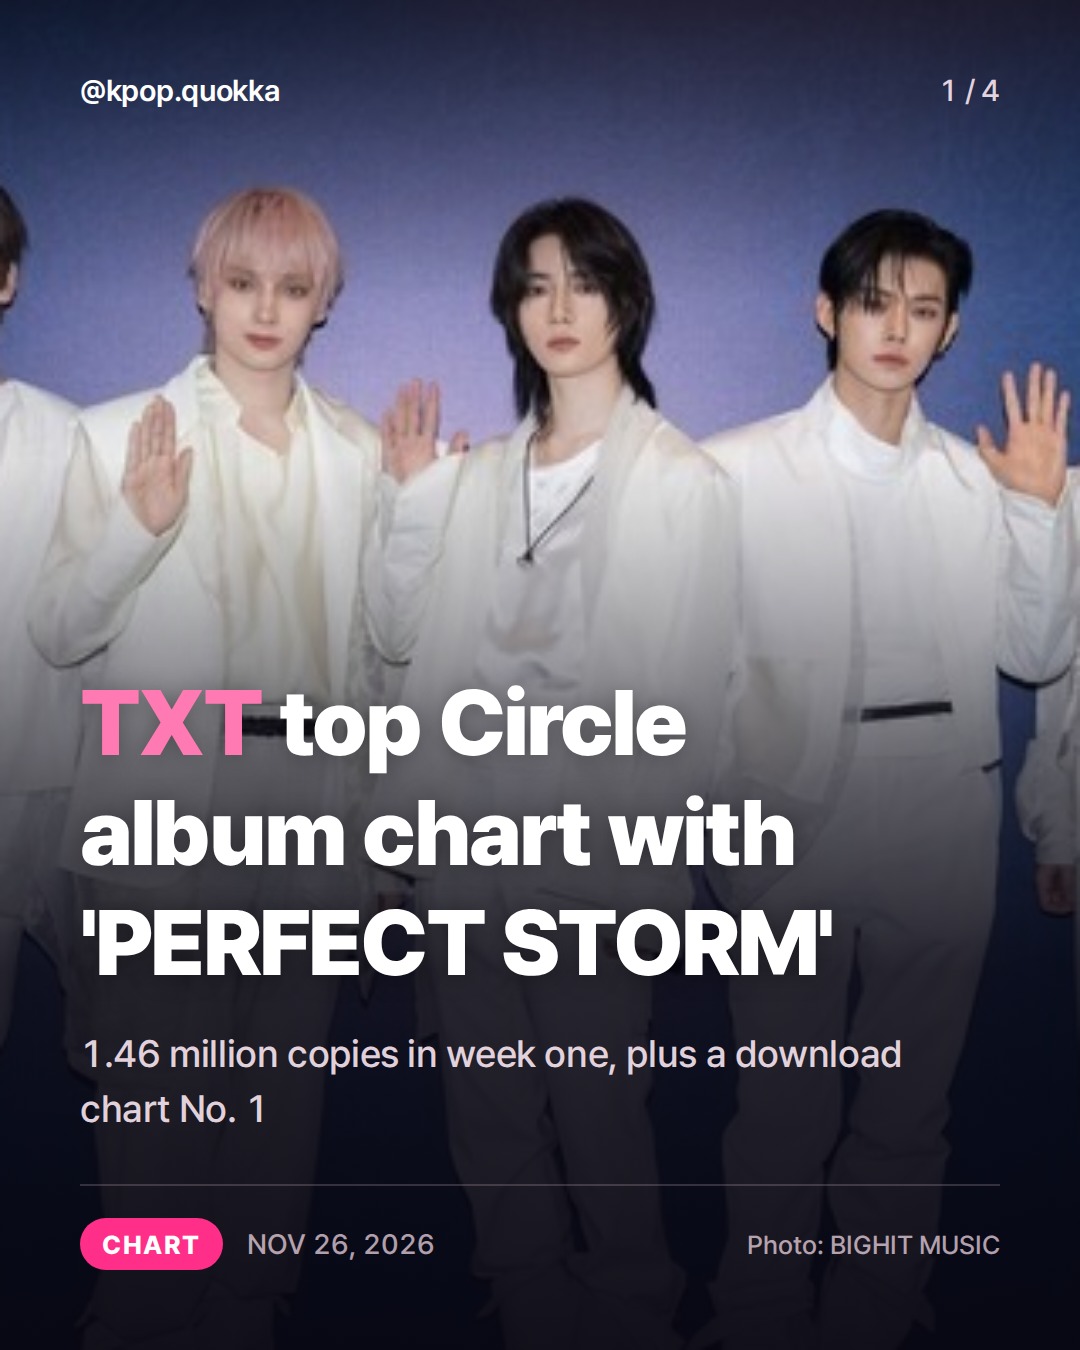 @kpop.quokka
1 / 4
TXT top Circle
album chart with
'PERFECT STORM'
1.46 million copies in week one, plus a download
chart No. 1
CHART
NOV 26, 2026
Photo: BIGHIT MUSIC